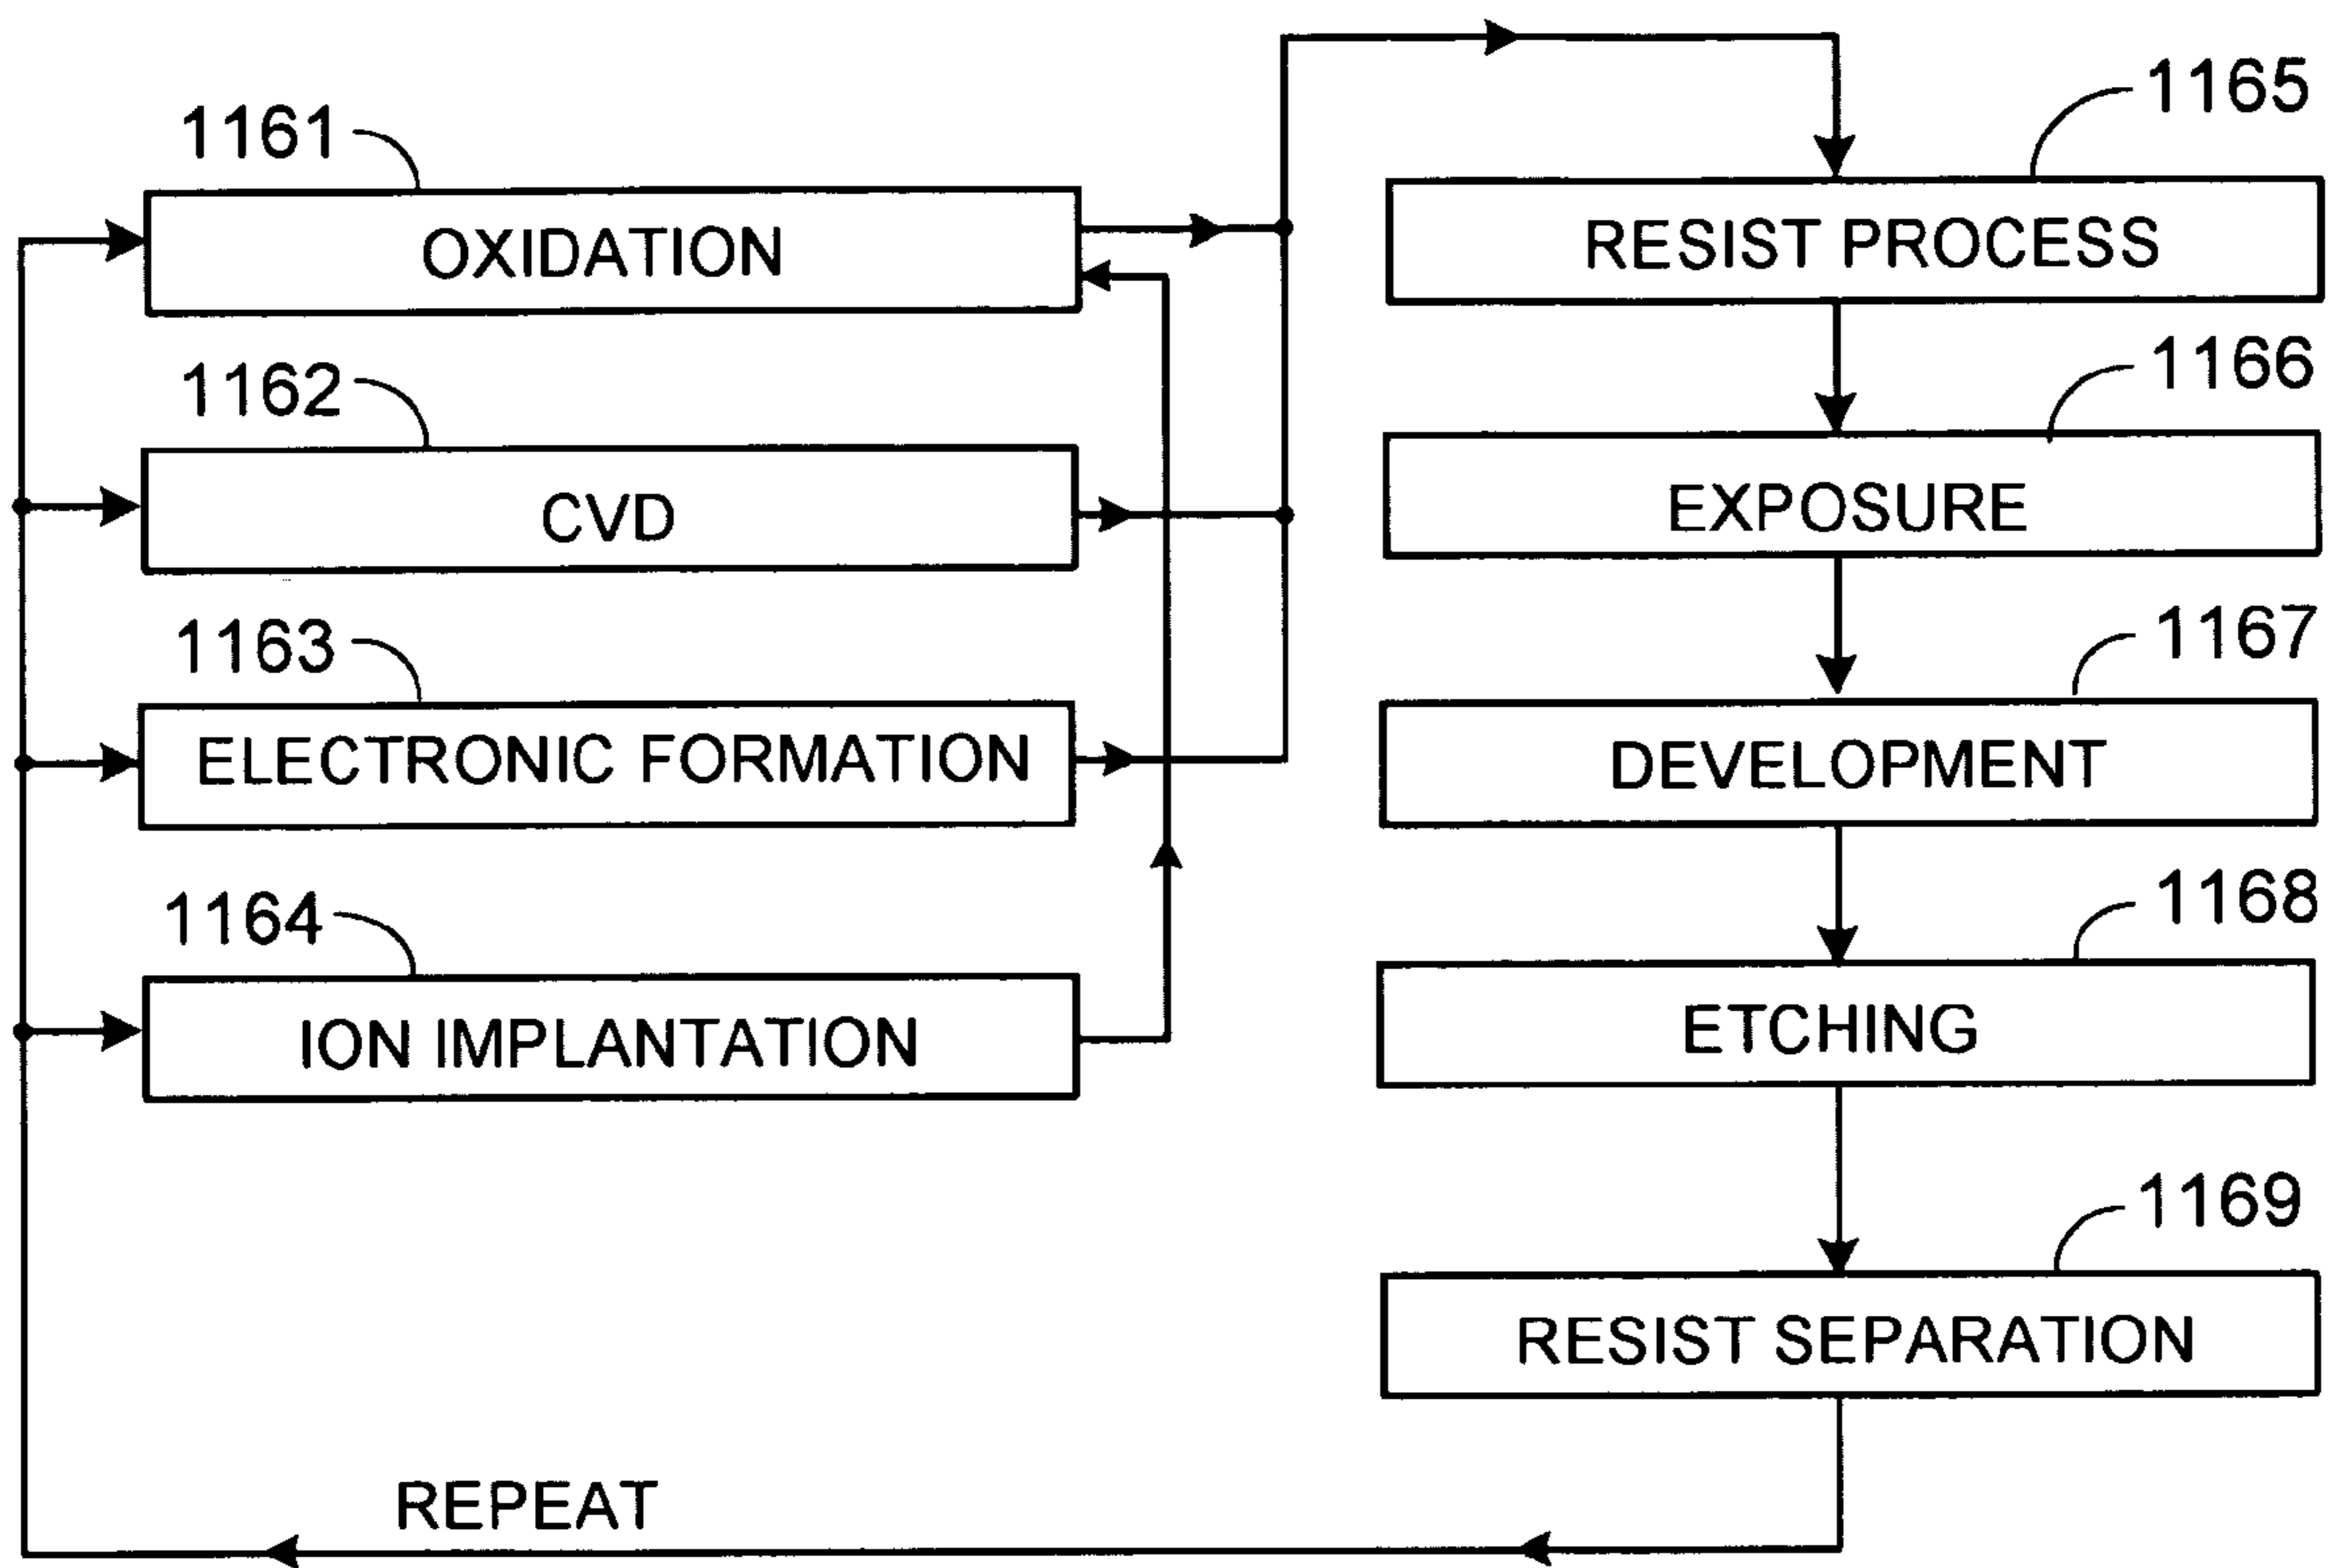 1161
OXIDATION
1162
CVD
1163
ELECTRONIC FORMATION
1164
ION IMPLANTATION
1165
RESIST PROCESS
1166
EXPOSURE
1167
DEVELOPMENT
1168
ETCHING
1169
RESIST SEPARATION
REPEAT